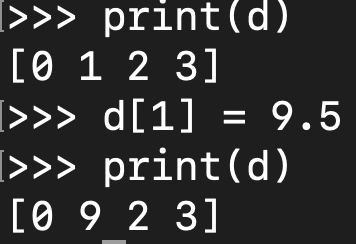 >>> print(d)
[0 1 2 3]
>>> d[1] = 9.5
>>> print(d)
[0 9 2 3]